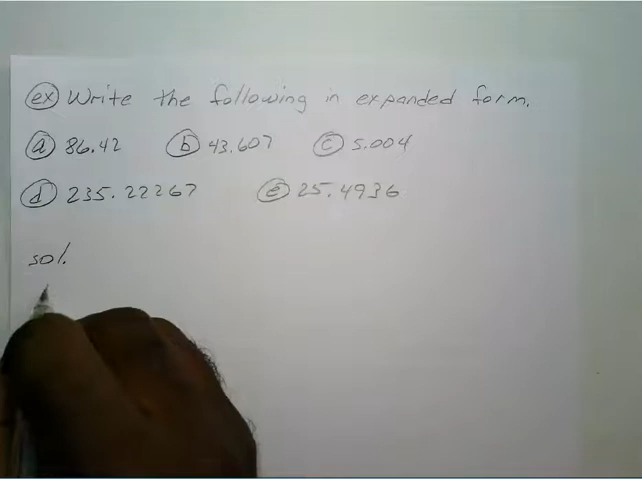 ex Write the following in expanded form.
a 86.42 b 43.607 c 5.004
d 235.22267 e 25.4936
sol.